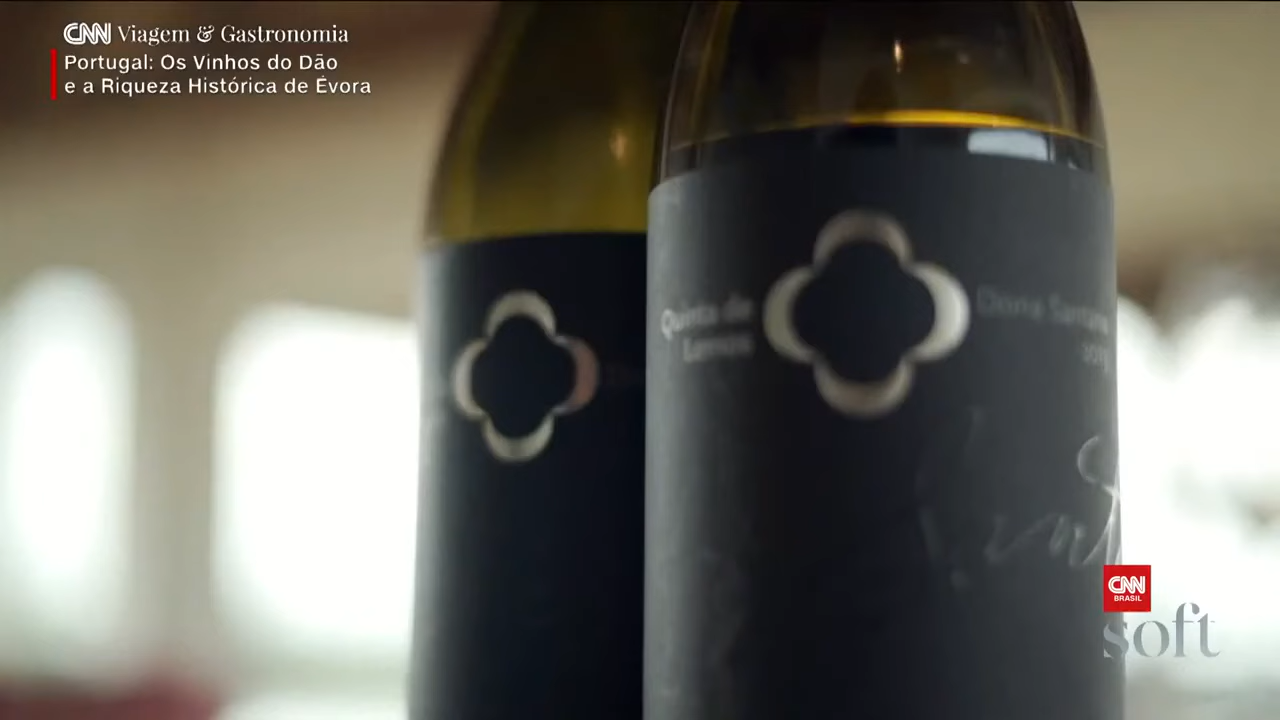 CNN Viagem & Gastronomia
Portugal: Os Vinhos do Dão
e a Riqueza Histórica de Évora
Quinta de
Lemos
Dona Santana
CNN
BRASIL
soft